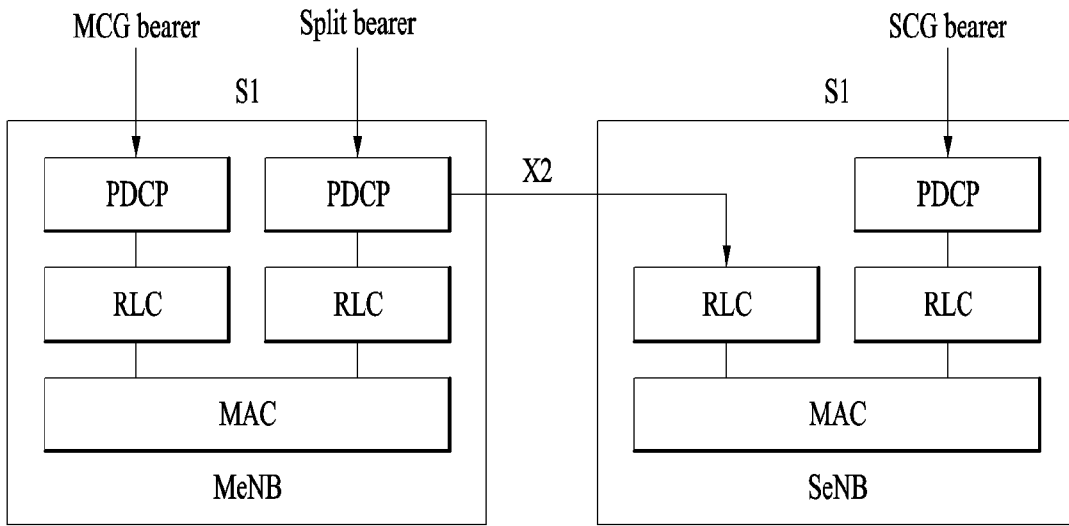 MCG bearer
Split bearer
SCG bearer
S1
S1
PDCP
PDCP
X2
PDCP
RLC
RLC
RLC
RLC
MAC
MAC
MeNB
SeNB